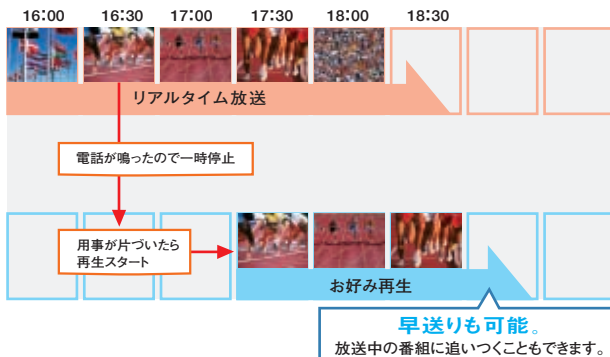 16:00 16:30 17:00 17:30 18:00 18:30
リアルタイム放送
電話が鳴ったので一時停止
用事が片づいたら
再生スタート
お好み再生
早送りも可能。
放送中の番組に追いつくこともできます。